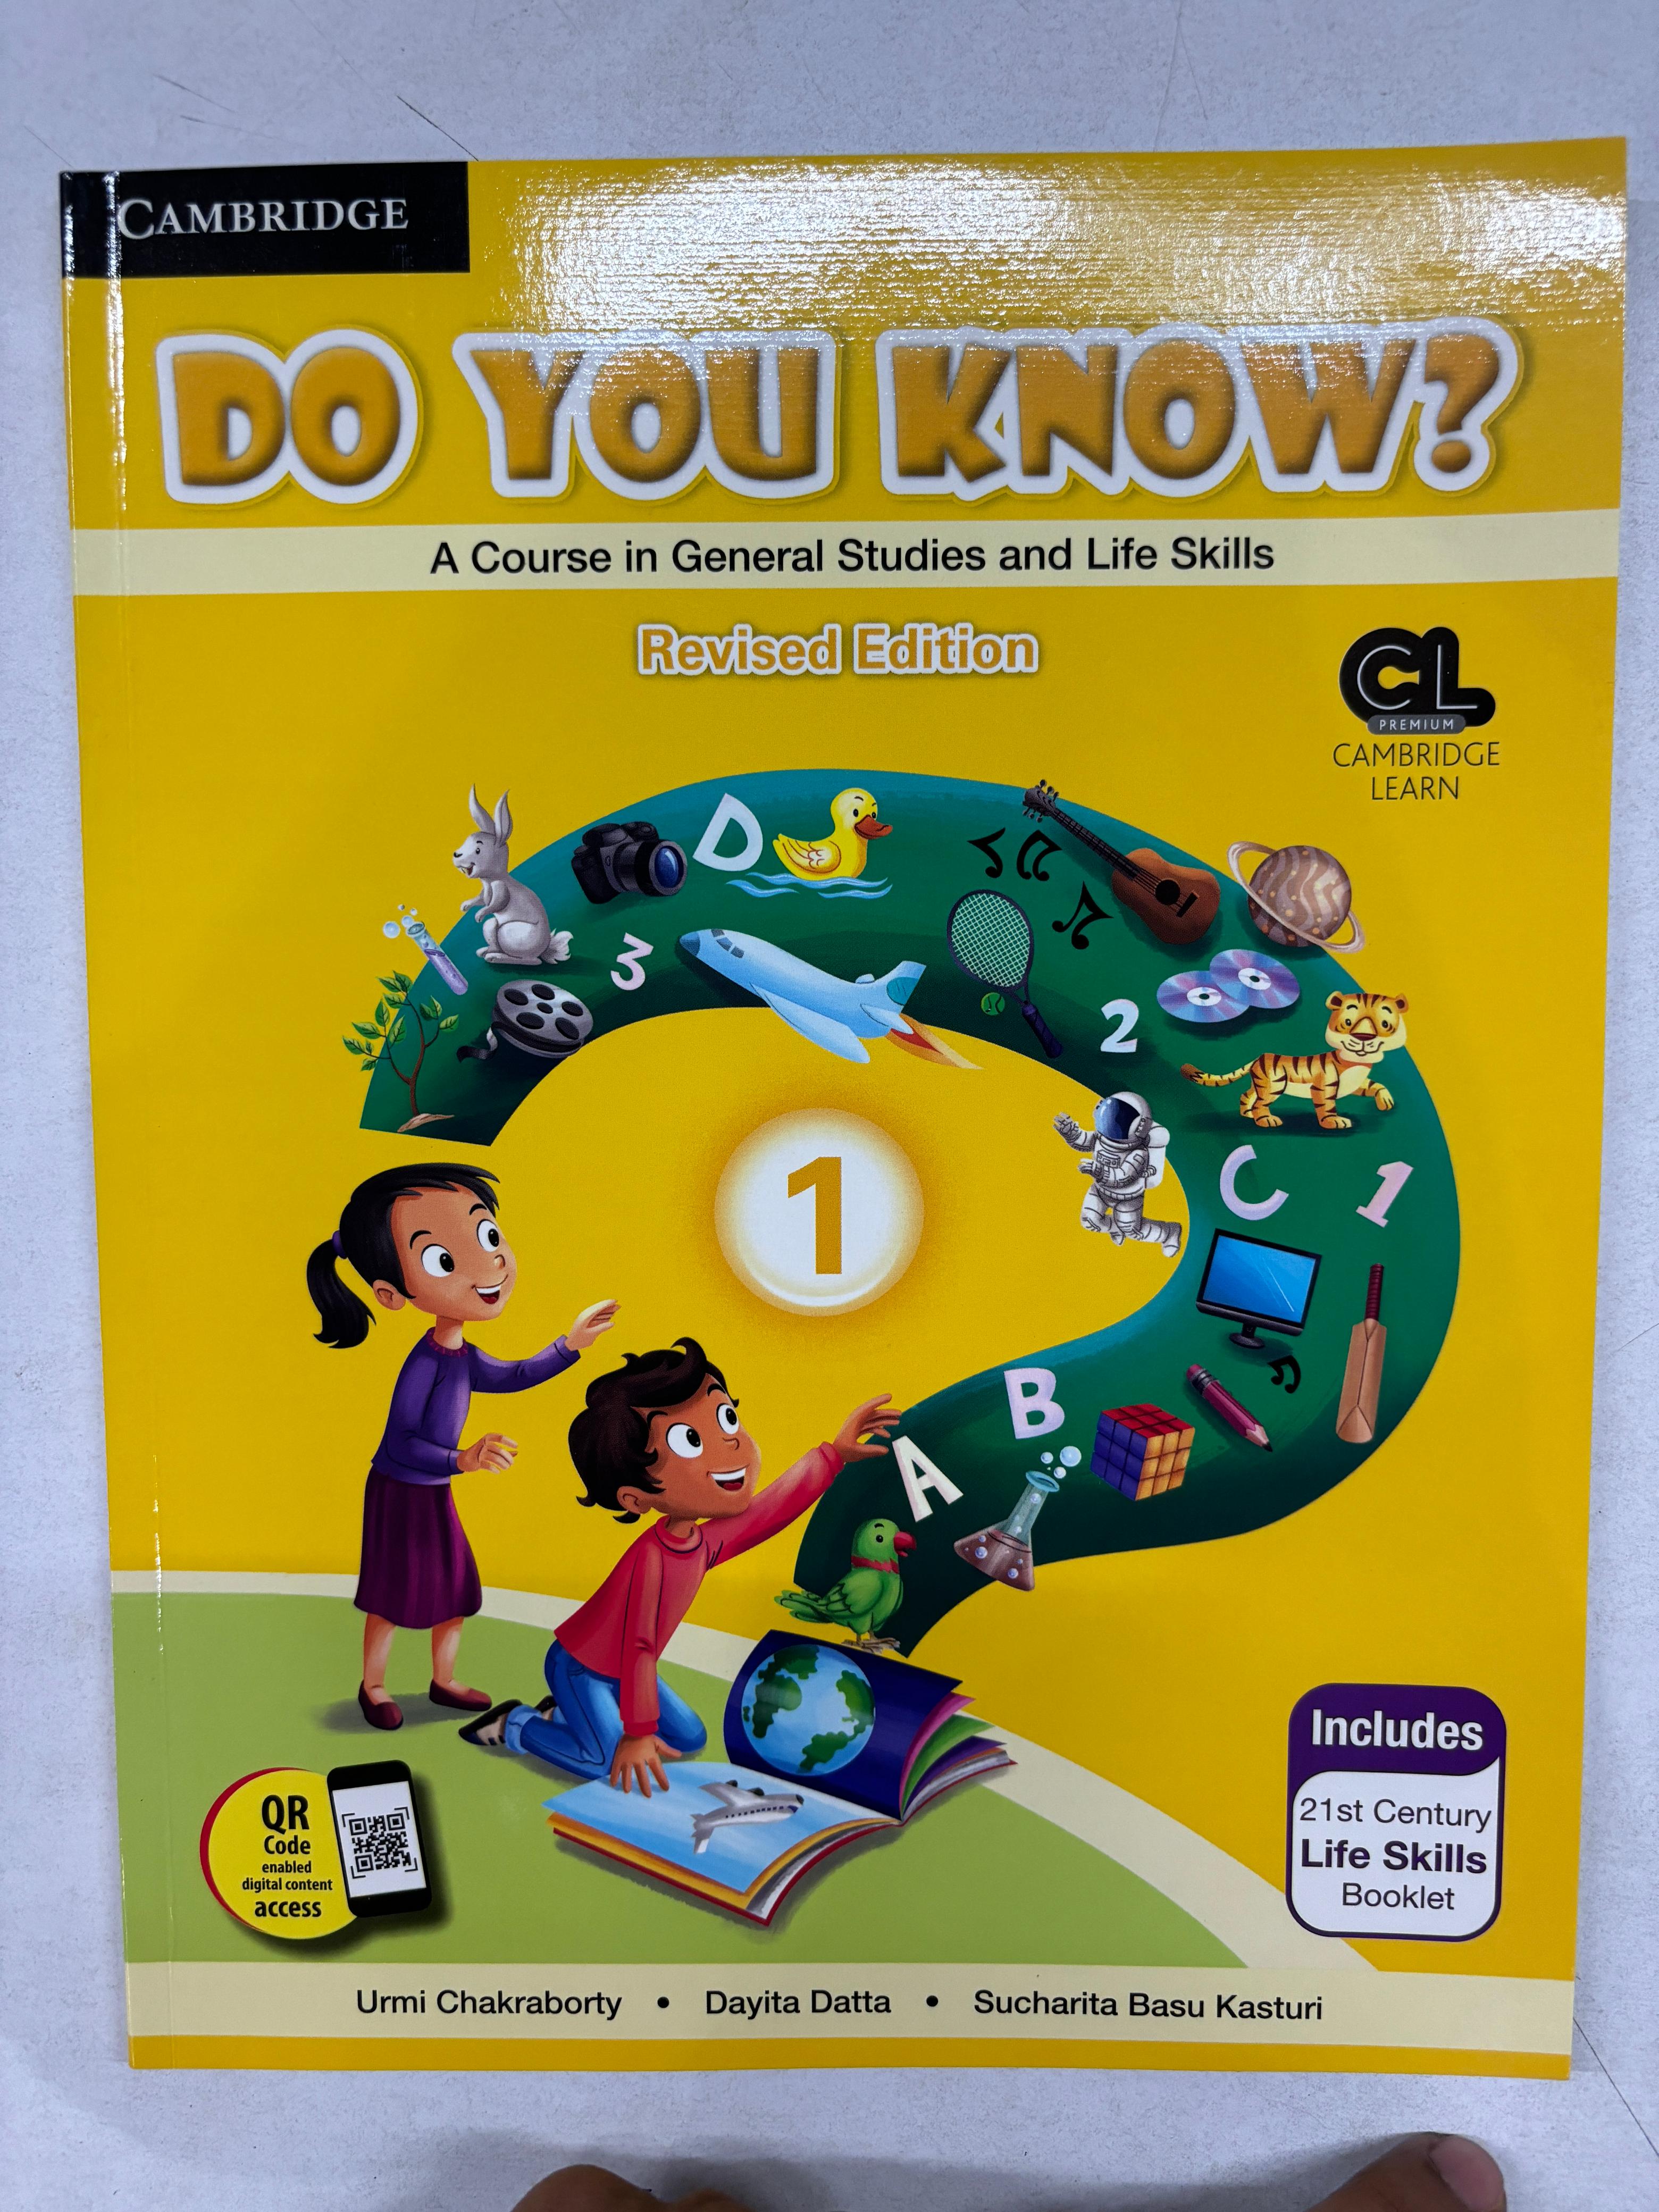 CAMBRIDGE
DO YOU KNOW?
A Course in General Studies and Life Skills
Revised Edition
CL
PREMIUM
CAMBRIDGE
LEARN
D
3
2
C
1
1
B
A
Includes
21st Century
Life Skills
Booklet
QR
Code
enabled
digital content
access
Urmi Chakraborty • Dayita Datta • Sucharita Basu Kasturi